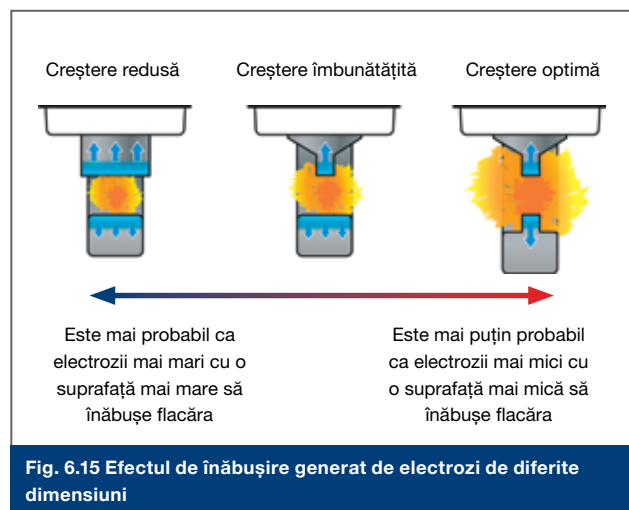 Creștere redusă
Creștere îmbunătățită
Creștere optimă
Este mai probabil ca
electrozii mai mari cu o
suprafață mai mare să
înăbușe flacăra
Este mai puțin probabil
ca electrozii mai mici cu
o suprafață mai mică să
înăbușe flacăra
Fig. 6.15 Efectul de înăbușire generat de electrozi de diferite
dimensiuni